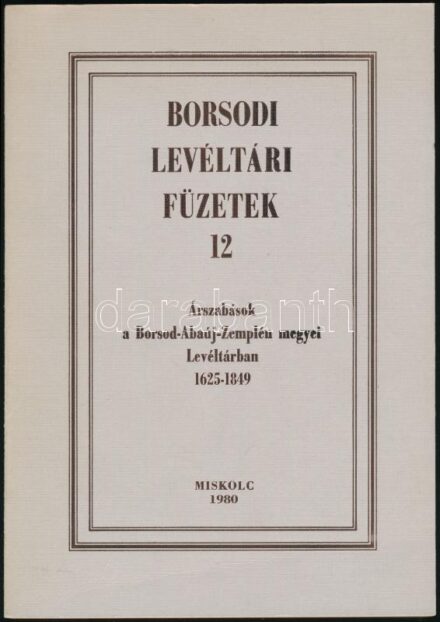 BORSODI
LEVÉLTÁRI
FÜZETEK
12
Árszabások
a Borsod-Abaúj-Zemplén megyei
Levéltárban
1625-1849
darabanth
MISKOLC
1980